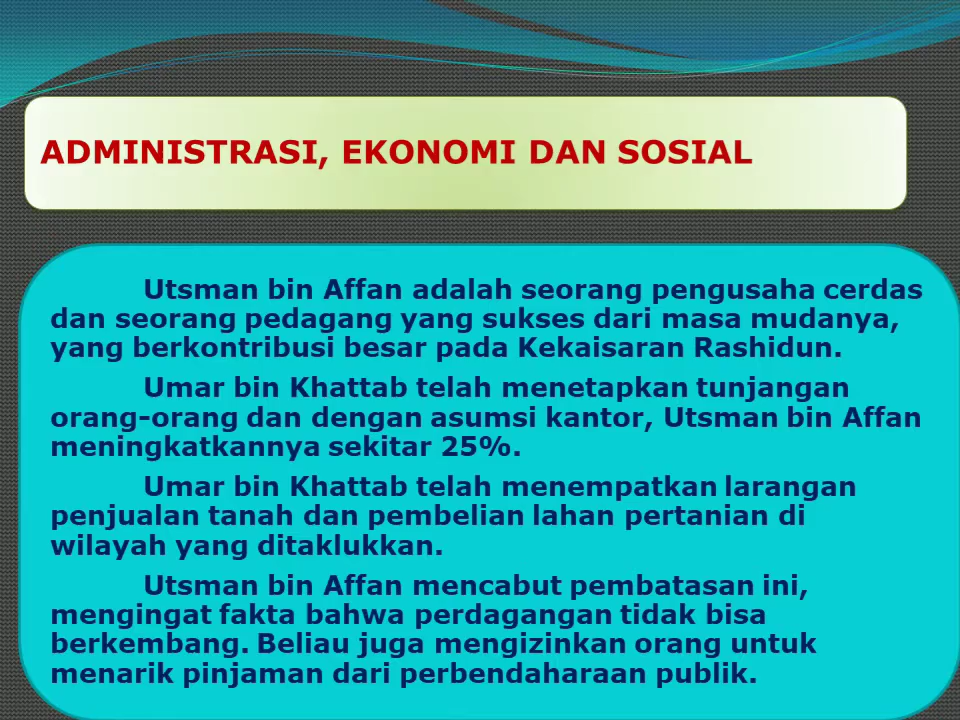 ADMINISTRASI, EKONOMI DAN SOSIAL
Utsman bin Affan adalah seorang pengusaha cerdas
dan seorang pedagang yang sukses dari masa mudanya,
yang berkontribusi besar pada Kekaisaran Rashidun.
Umar bin Khattab telah menetapkan tunjangan
orang-orang dan dengan asumsi kantor, Utsman bin Affan
meningkatkannya sekitar 25%.
Umar bin Khattab telah menempatkan larangan
penjualan tanah dan pembelian lahan pertanian di
wilayah yang ditaklukkan.
Utsman bin Affan mencabut pembatasan ini,
mengingat fakta bahwa perdagangan tidak bisa
berkembang. Beliau juga mengizinkan orang untuk
menarik pinjaman dari perbendaharaan publik.